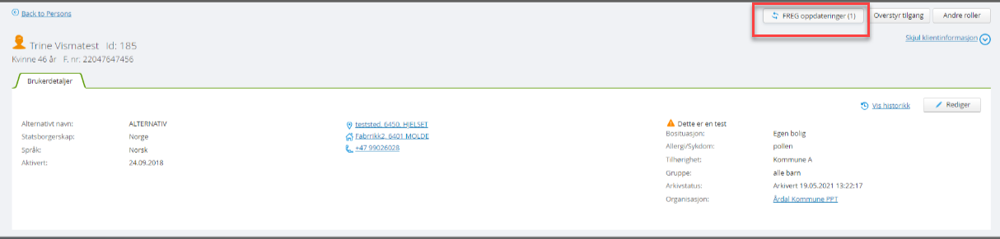 Back to Persons
FREG oppdateringer (1)
Overstyr tilgang
Andre roller
Trine Vismatest Id: 185
Skjul klientinformasjon
Kvinne 46 år F. nr: 22047647456
Brukerdetaljer
Vis historikk
Rediger
Alternativt navn: ALTERNATIV
Statsborgerskap: Norge
Språk: Norsk
Aktivert: 24.09.2018
teststed, 6450, HJELSET
Fabrrikk2, 6401 MOLDE
+47 99026028
Dette er en test
Bosituasjon: Egen bolig
Allergi/Sykdom: pollen
Tilhørighet: Kommune A
Gruppe: alle barn
Arkivstatus: Arkivert 19.05.2021 13:22:17
Organisasjon: Årdal Kommune PPT